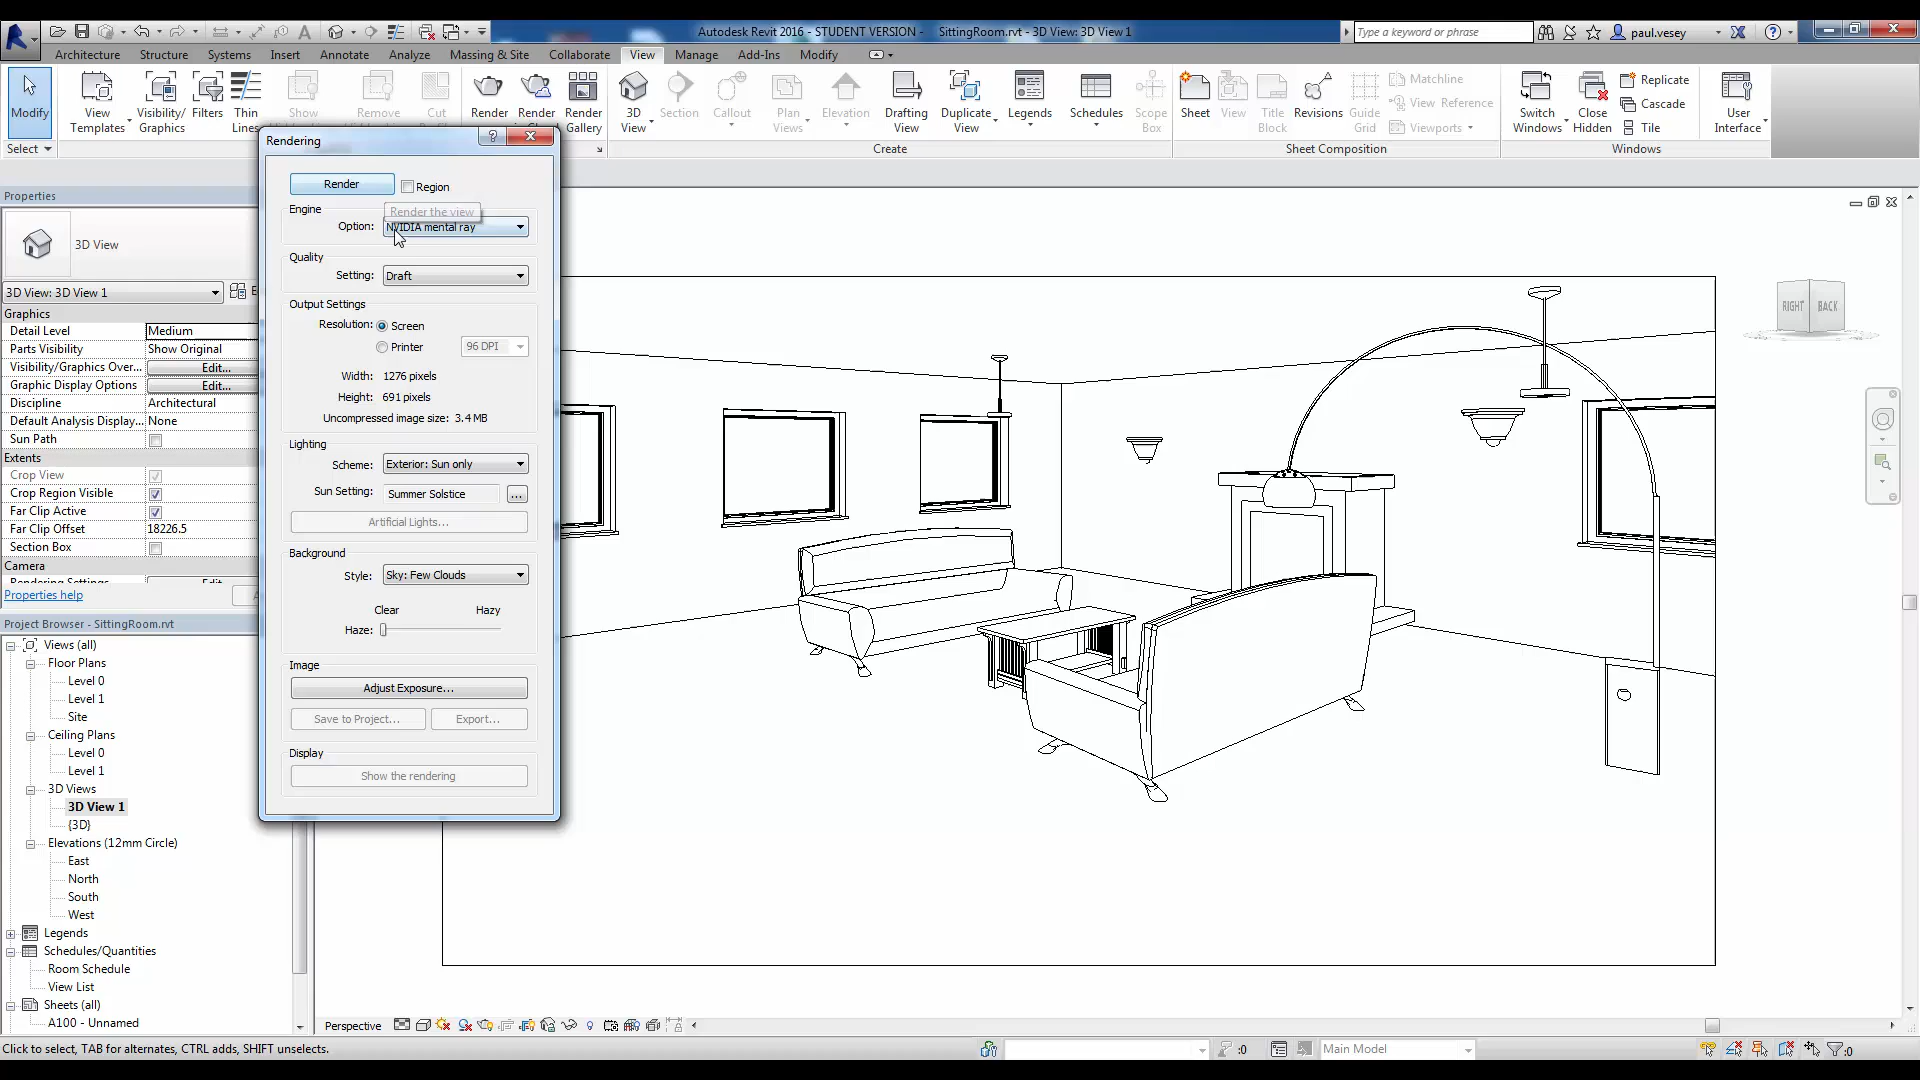 Autodesk Revit 2016 - STUDENT VERSION - SittingRoom.rvt - 3D View: 3D View 1
Type a keyword or phrase
paul.vesey
Architecture Structure Systems Insert Annotate Analyze Massing & Site Collaborate View Manage Add-Ins Modify
Modify
View Templates
Visibility/ Graphics
Filters
Thin Lines
Show
Remove
Cut
Render
Render
Render Gallery
3D View
Section
Callout
Plan Views
Elevation
Drafting View
Duplicate View
Legends
Schedules
Scope Box
Sheet
View
Title Block
Revisions
Guide Grid
Matchline
View Reference
Viewports
Switch Windows
Close Hidden
Replicate
Cascade
Tile
User Interface
Select
Create
Sheet Composition
Windows
Properties
3D View
3D View: 3D View 1
Graphics
Detail Level Medium
Parts Visibility Show Original
Visibility/Graphics Over... Edit...
Graphic Display Options Edit...
Discipline Architectural
Default Analysis Display... None
Sun Path
Extents
Crop View
Crop Region Visible
Far Clip Active
Far Clip Offset 18226.5
Section Box
Camera
Rendering Settings Edit...
Properties help
Project Browser - SittingRoom.rvt
Views (all)
Floor Plans
Level 0
Level 1
Site
Ceiling Plans
Level 0
Level 1
3D Views
3D View 1
{3D}
Elevations (12mm Circle)
East
North
South
West
Legends
Schedules/Quantities
Room Schedule
View List
Sheets (all)
A100 - Unnamed
Rendering
Render
Region
Engine
Render the view
Option: NVIDIA mental ray
Quality
Setting: Draft
Output Settings
Resolution: Screen
Printer 96 DPI
Width: 1276 pixels
Height: 691 pixels
Uncompressed image size: 3.4 MB
Lighting
Scheme: Exterior: Sun only
Sun Setting: Summer Solstice ...
Artificial Lights...
Background
Style: Sky: Few Clouds
Clear Hazy
Haze:
Image
Adjust Exposure...
Save to Project... Export...
Display
Show the rendering
RIGHT BACK
Perspective
Click to select, TAB for alternates, CTRL adds, SHIFT unselects.
:0
Main Model
:0